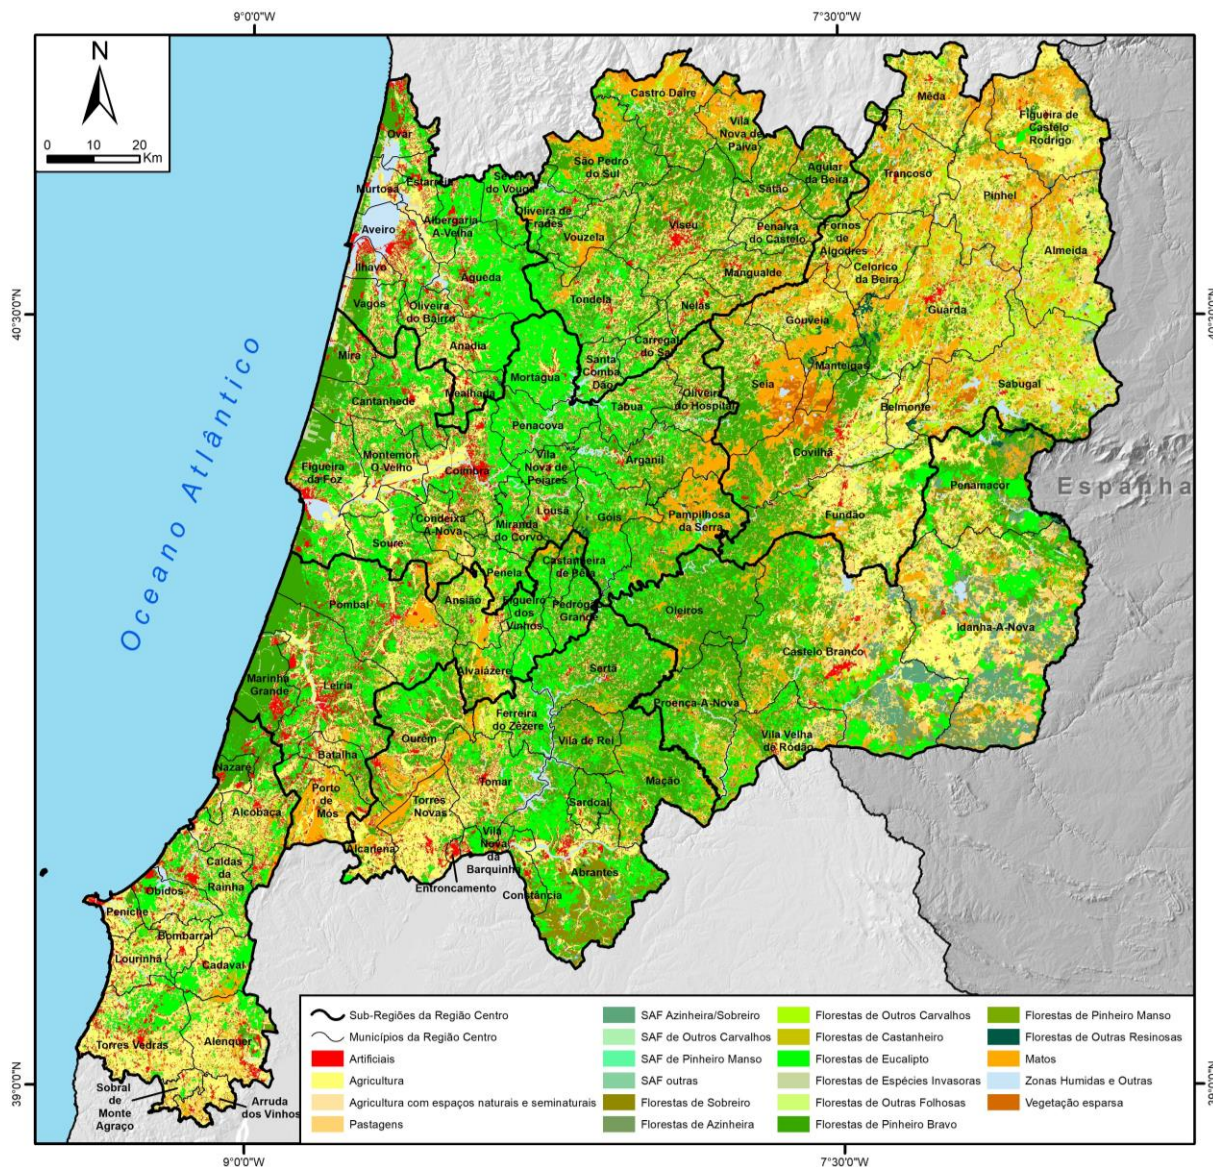 9°0'0"W
7°30'0"W
N
0 10 20
Km
Castro Daire
Mêda
Figueira de
Castelo
Rodrigo
Ovar
Vila
Nova de
Paiva
São Pedro
do Sul
Aguiar
da Beira
Trancoso
Murtosa
Estarreja
Sever
do Vouga
Sátão
Pinhel
Albergaria
A-Velha
Oliveira de
Frades
Viseu
Penalva
do Castelo
Fornos
de
Algodres
Aveiro
Vouzela
Almeida
Ílhavo
Águeda
Mangualde
Celorico
da Beira
Vagos
Oliveira
do Bairro
Tondela
Nelas
Guarda
40°30'0"N
40°30'0"N
Gouveia
Anadia
Carregal
do Sal
Mira
Santa
Comba
Dão
Manteigas
Mortágua
Seia
Sabugal
Cantanhede
Mealhada
Oliveira
do Hospital
Tábua
Belmonte
Penacova
Montemor-
O-Velho
Vila
Nova de
Poiares
Arganil
Covilhã
Figueira
da Foz
Coimbra
Penamacor
Espanha
Lousã
Góis
Pampilhosa
da Serra
Fundão
Condeixa
A-Nova
Miranda
do Corvo
Soure
Oceano Atlântico
Penela
Castanheira
de Pêra
Ansião
Figueiró
dos
Vinhos
Pedrógão
Grande
Pombal
Oleiros
Idanha-A-Nova
Castelo Branco
Sertã
Alvaiázere
Marinha
Grande
Leiria
Proença-A-Nova
Ferreira
do Zêzere
Vila Velha
de Ródão
Ourém
Vila de Rei
Batalha
Nazaré
Tomar
Mação
Porto
de
Mós
Torres
Novas
Sardoal
Alcobaça
Vila
Nova
da
Barquinha
Alcanena
Caldas
da
Rainha
Abrantes
Entroncamento
Constância
Óbidos
Peniche
Bombarral
Lourinhã
Cadaval
Torres Vedras
Alenquer
Sobral
de
Monte
Agraço
Arruda
dos Vinhos
39°0'0"N
39°0'0"N
Sub-Regiões da Região Centro
Municípios da Região Centro
Artificiais
Agricultura
Agricultura com espaços naturais e seminaturais
Pastagens
SAF Azinheira/Sobreiro
SAF de Outros Carvalhos
SAF de Pinheiro Manso
SAF outras
Florestas de Sobreiro
Florestas de Azinheira
Florestas de Outros Carvalhos
Florestas de Castanheiro
Florestas de Eucalipto
Florestas de Espécies Invasoras
Florestas de Outras Folhosas
Florestas de Pinheiro Bravo
Florestas de Pinheiro Manso
Florestas de Outras Resinosas
Matos
Zonas Humidas e Outras
Vegetação esparsa
9°0'0"W
7°30'0"W